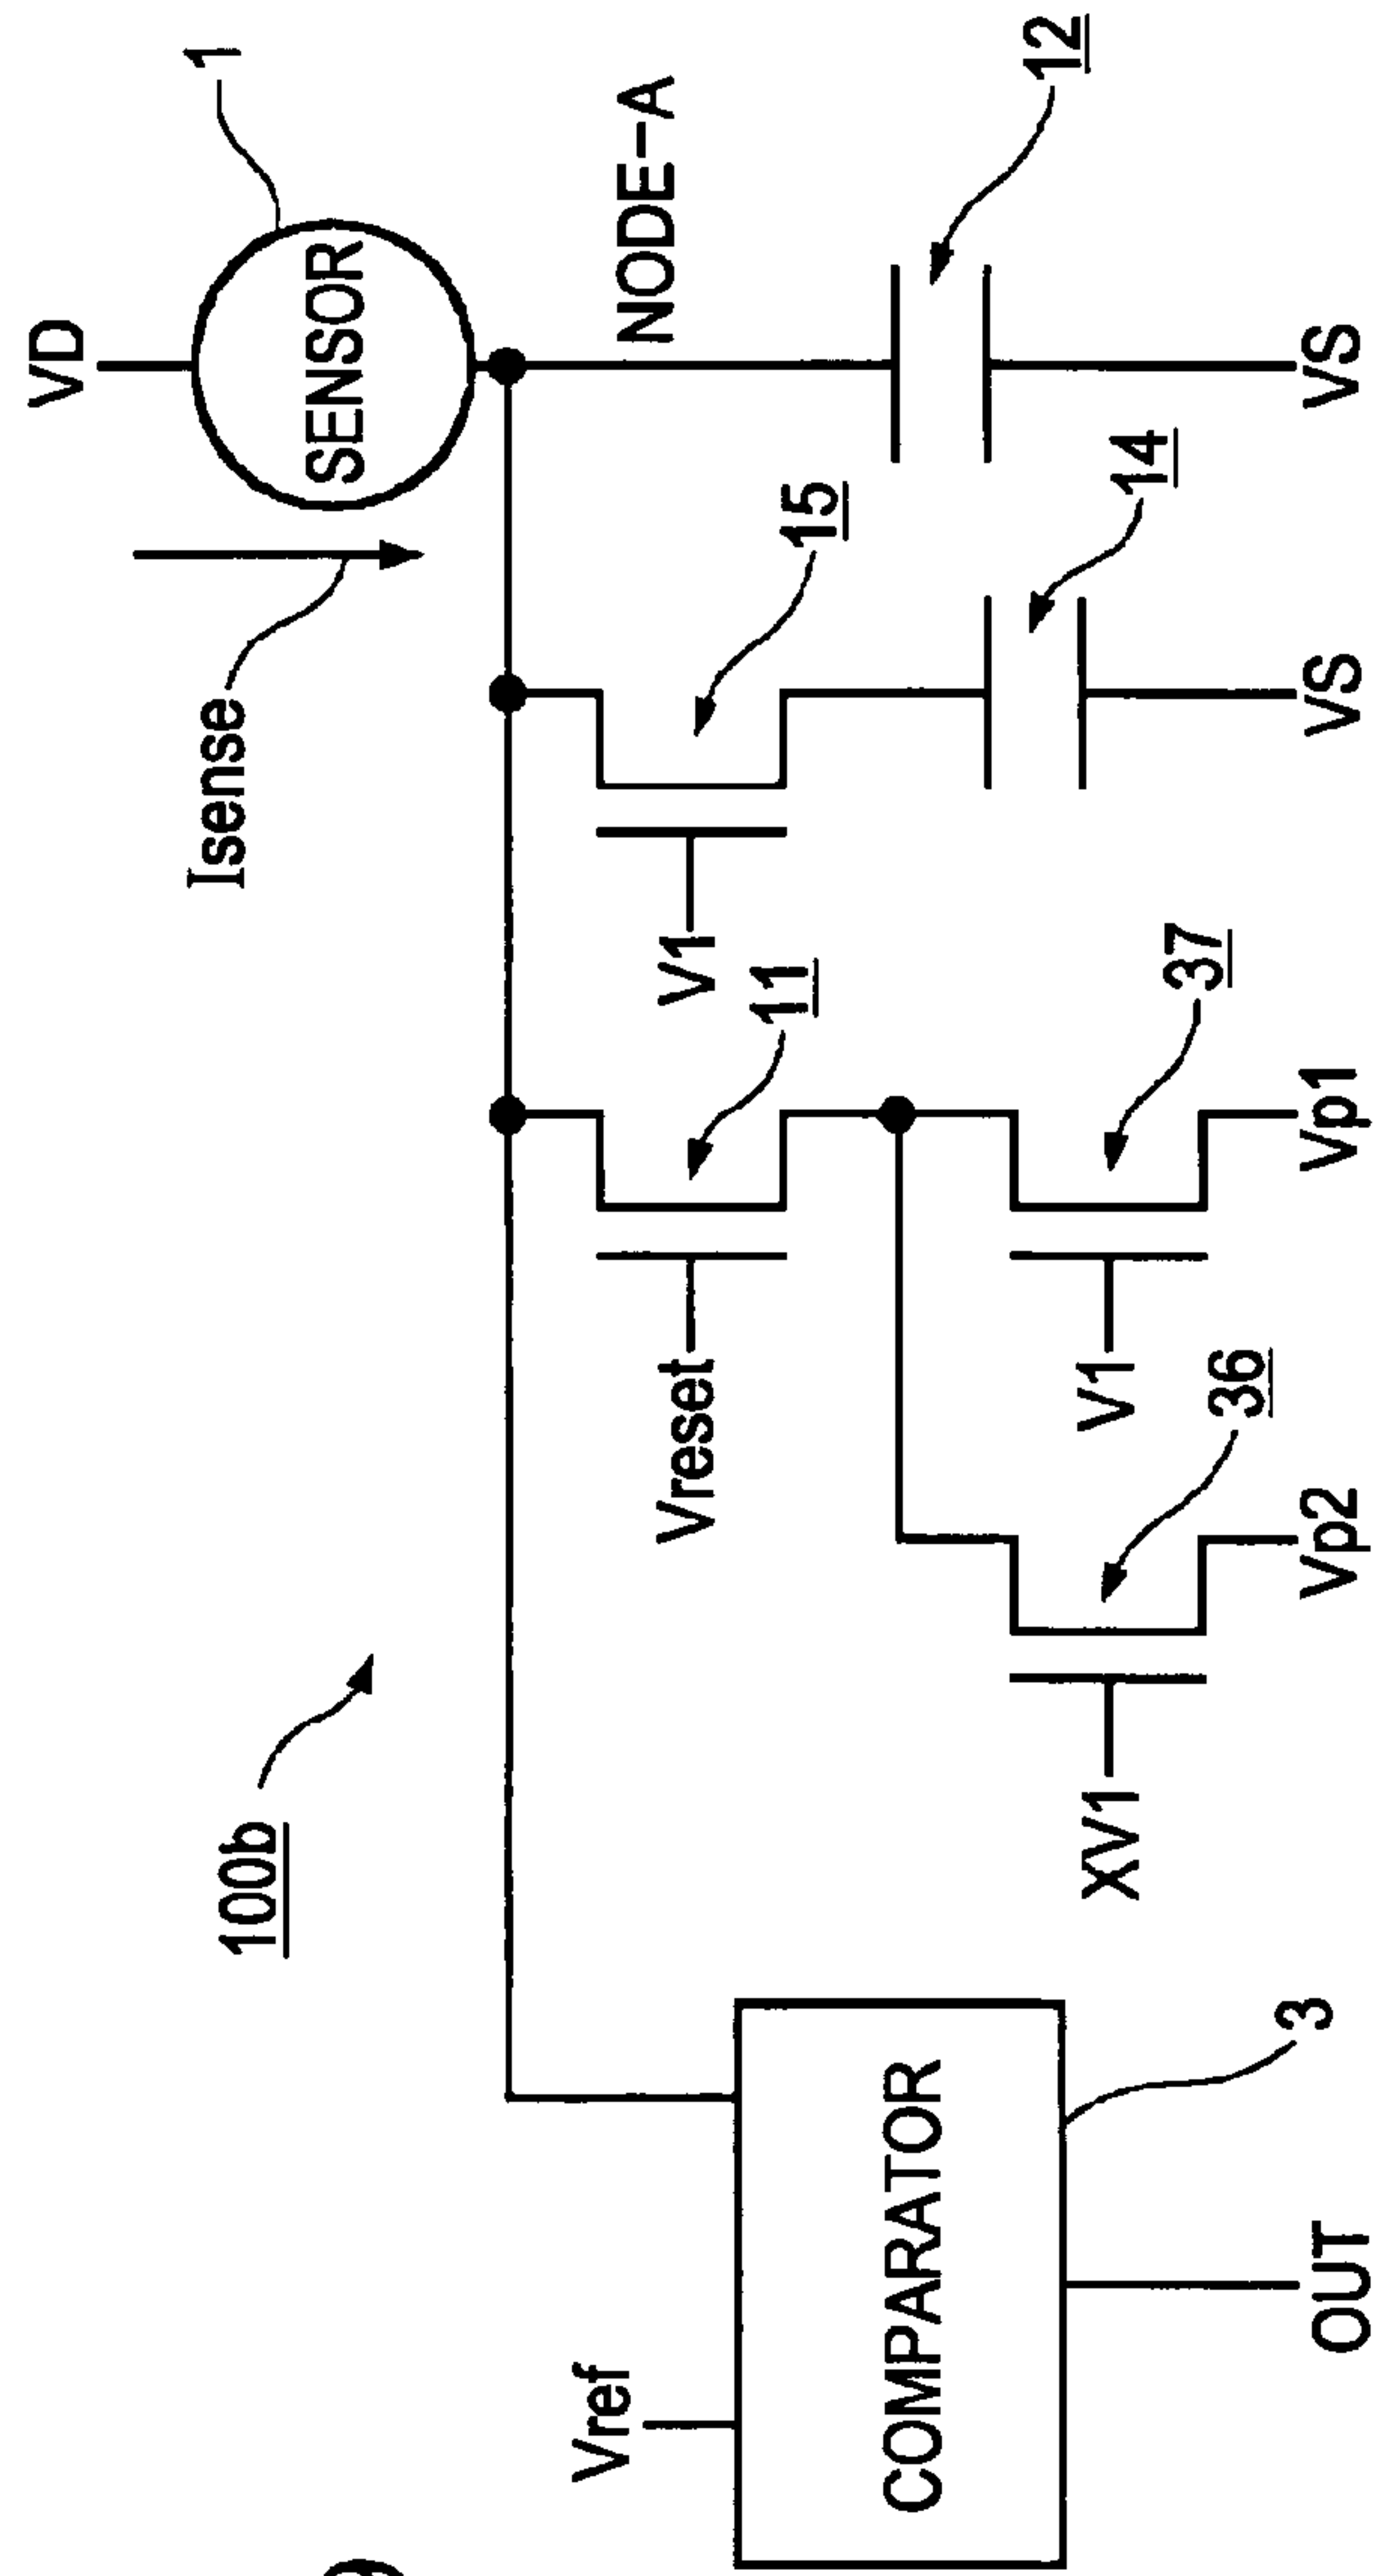 100b
VD
1
SENSOR
Isense
NODE-A
12
15
14
V1
11
Vreset
37
V1
36
XV1
Vref
COMPARATOR
3
OUT
Vp2
Vp1
VS
VS